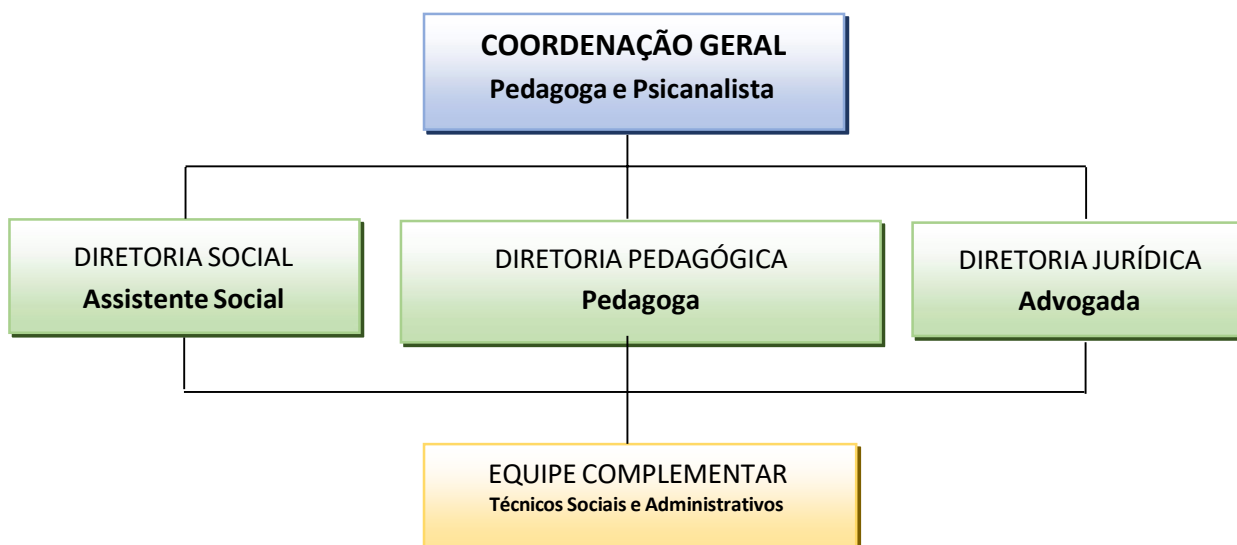 COORDENAÇÃO GERAL
Pedagoga e Psicanalista
DIRETORIA SOCIAL
Assistente Social
DIRETORIA PEDAGÓGICA
Pedagoga
DIRETORIA JURÍDICA
Advogada
EQUIPE COMPLEMENTAR
Técnicos Sociais e Administrativos